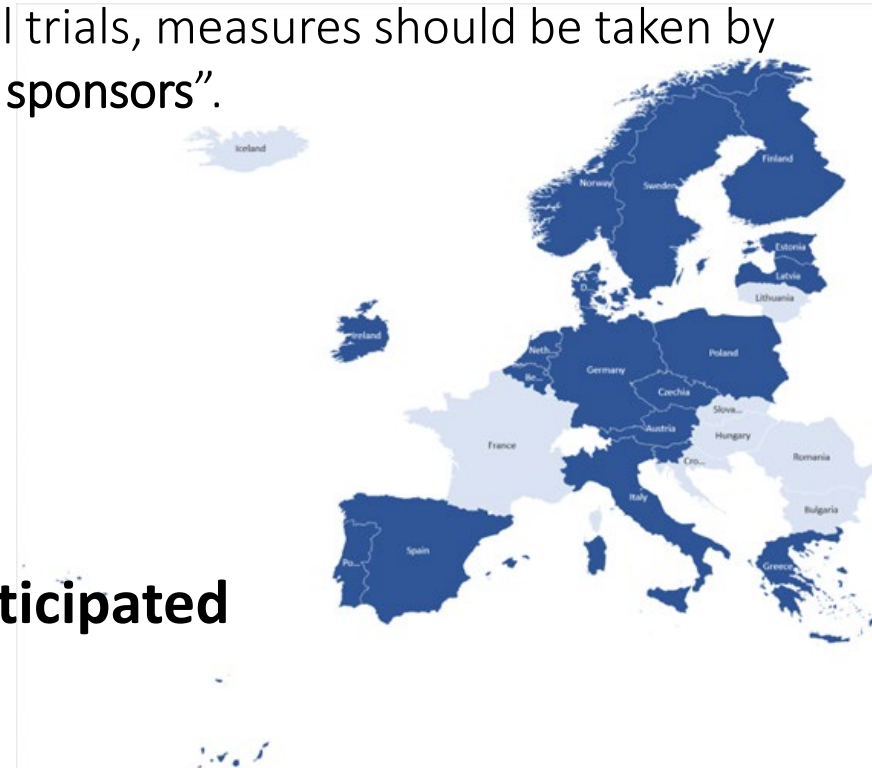 l trials, measures should be taken by
sponsors”.
Iceland
Finland
Norway
Sweden
Estonia
Latvia
D...
Lithuania
Ireland
Neth...
Poland
Germany
Be...
Czechia
Slova...
Austria
Hungary
France
Romania
Cro...
Italy
Bulgaria
Spain
Po...
Greece
ticipated